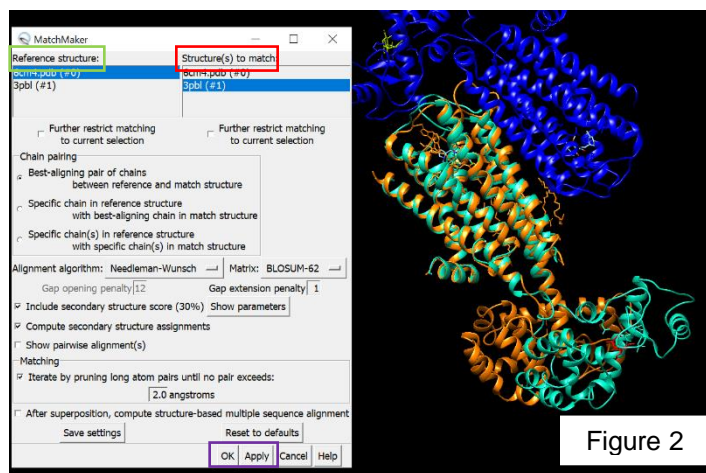 MatchMaker
Reference structure: Structure(s) to match:
6cm4.pdb (#0) 6cm4.pdb (#0)
3pbl (#1) 3pbl (#1)
Further restrict matching to current selection
Further restrict matching to current selection
Chain pairing
Best-aligning pair of chains
between reference and match structure
Specific chain in reference structure
with best-aligning chain in match structure
Specific chain(s) in reference structure
with specific chain(s) in match structure
Alignment algorithm: Needleman-Wunsch Matrix: BLOSUM-62
Gap opening penalty 12 Gap extension penalty 1
Include secondary structure score (30%) Show parameters
Compute secondary structure assignments
Show pairwise alignment(s)
Matching
Iterate by pruning long atom pairs until no pair exceeds:
2.0 angstroms
After superposition, compute structure-based multiple sequence alignment
Save settings Reset to defaults
OK Apply Cancel Help
Figure 2